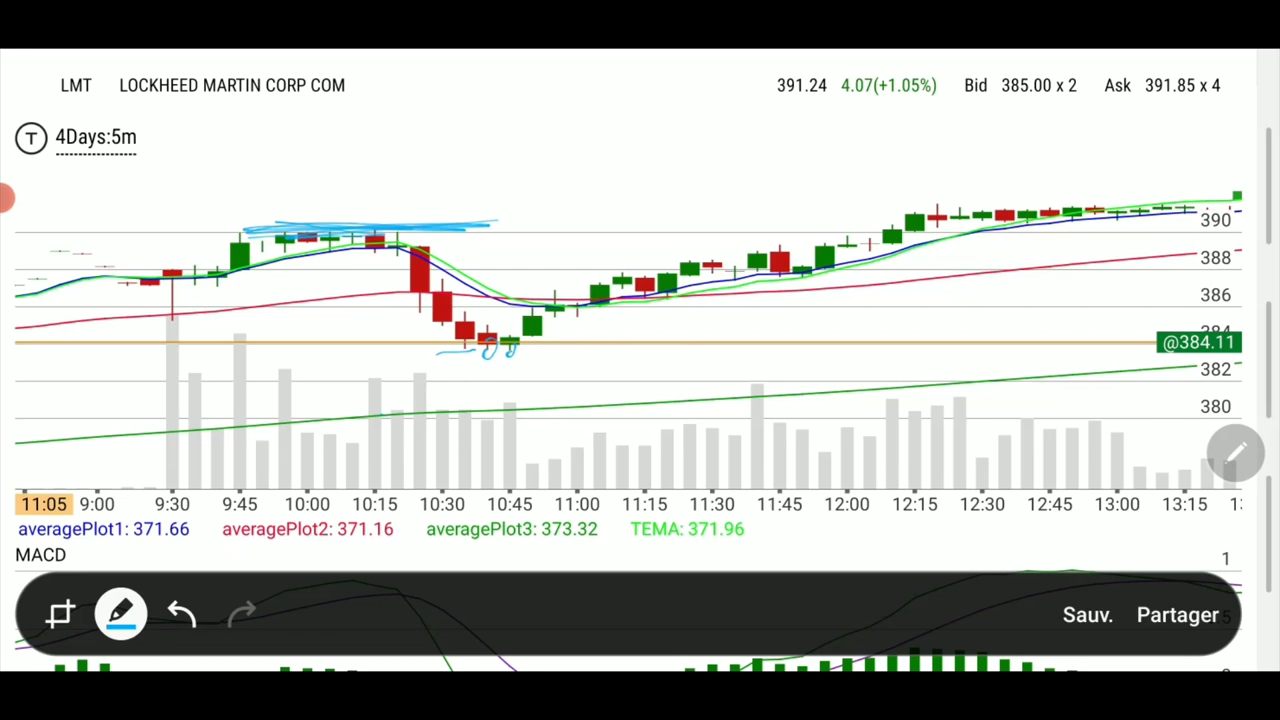 LMT LOCKHEED MARTIN CORP COM 391.24 4.07(+1.05%) Bid 385.00 x 2 Ask 391.85 x 4
T 4Days:5m
390
388
386
384
@384.11
382
380
11:05 9:00 9:30 9:45 10:00 10:15 10:30 10:45 11:00 11:15 11:30 11:45 12:00 12:15 12:30 12:45 13:00 13:15
averagePlot1: 371.66 averagePlot2: 371.16 averagePlot3: 373.32 TEMA: 371.96
MACD 1
Sauv. Partager